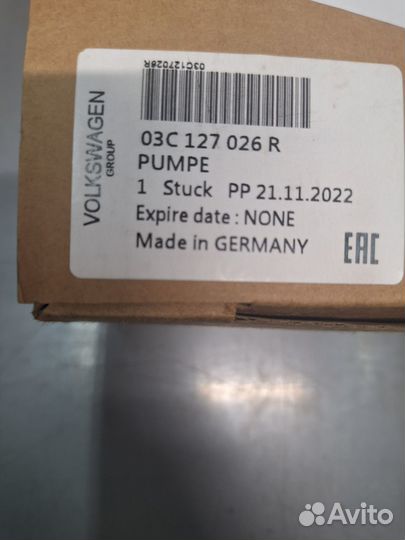 03C127026R
VOLKSWAGEN
GROUP
03C 127 026 R
PUMPE
1 Stuck PP 21.11.2022
Expire date : NONE
Made in GERMANY
EAC
Avito